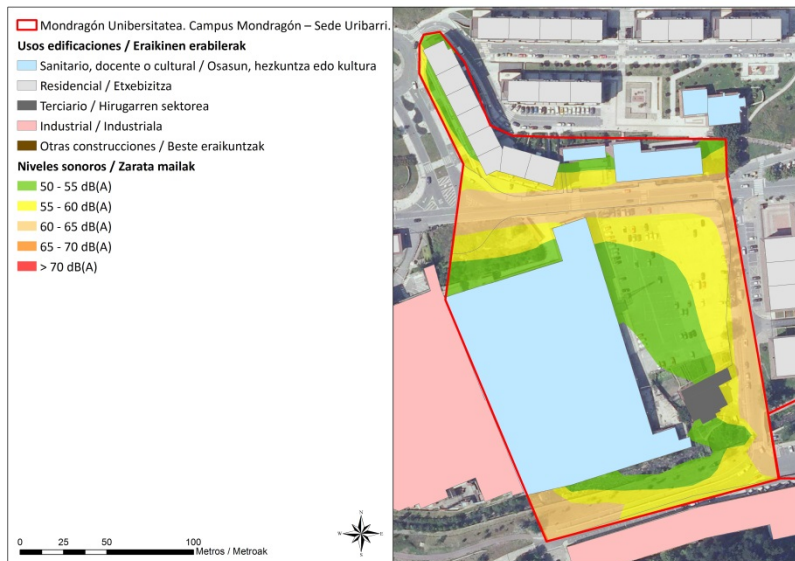 Mondragón Unibersitatea. Campus Mondragón – Sede Uribarri.
Usos edificaciones / Eraikinen erabilerak
Sanitario, docente o cultural / Osasun, hezkuntza edo kultura
Residencial / Etxebizitza
Terciario / Hirugarren sektorea
Industrial / Industriala
Otras construcciones / Beste eraikuntzak
Niveles sonoros / Zarata mailak
50 - 55 dB(A)
55 - 60 dB(A)
60 - 65 dB(A)
65 - 70 dB(A)
> 70 dB(A)
N
W E
S
0 25 50 100
Metros / Metroak